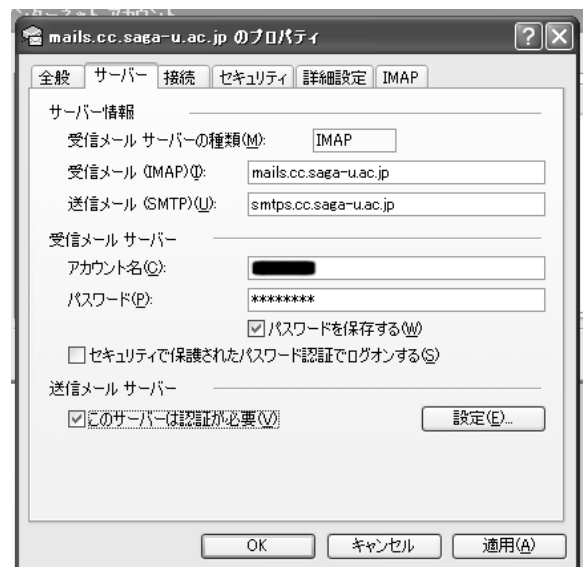 mails.cc.saga-u.ac.jp のプロパティ
全般 サーバー 接続 セキュリティ 詳細設定 IMAP
サーバー情報
受信メール サーバーの種類(M): IMAP
受信メール (IMAP)(I): mails.cc.saga-u.ac.jp
送信メール (SMTP)(U): smtps.cc.saga-u.ac.jp
受信メール サーバー
アカウント名(C):
パスワード(P): ********
パスワードを保存する(W)
セキュリティで保護されたパスワード認証でログオンする(S)
送信メール サーバー
このサーバーは認証が必要(V) 設定(E)...
OK キャンセル 適用(A)